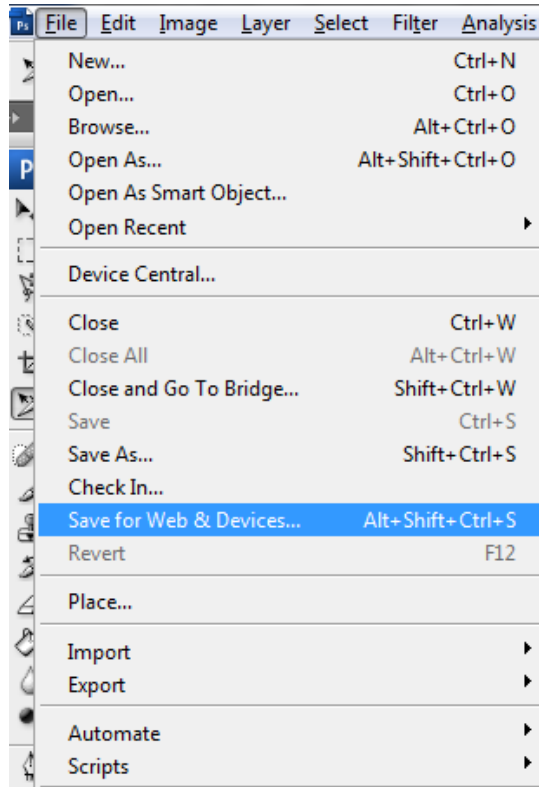 Ps File Edit Image Layer Select Filter Analysis
New... Ctrl+N
Open... Ctrl+O
Browse... Alt+Ctrl+O
Open As... Alt+Shift+Ctrl+O
Open As Smart Object...
Open Recent
Device Central...
Close Ctrl+W
Close All Alt+Ctrl+W
Close and Go To Bridge... Shift+Ctrl+W
Save Ctrl+S
Save As... Shift+Ctrl+S
Check In...
Save for Web & Devices... Alt+Shift+Ctrl+S
Revert F12
Place...
Import
Export
Automate
Scripts